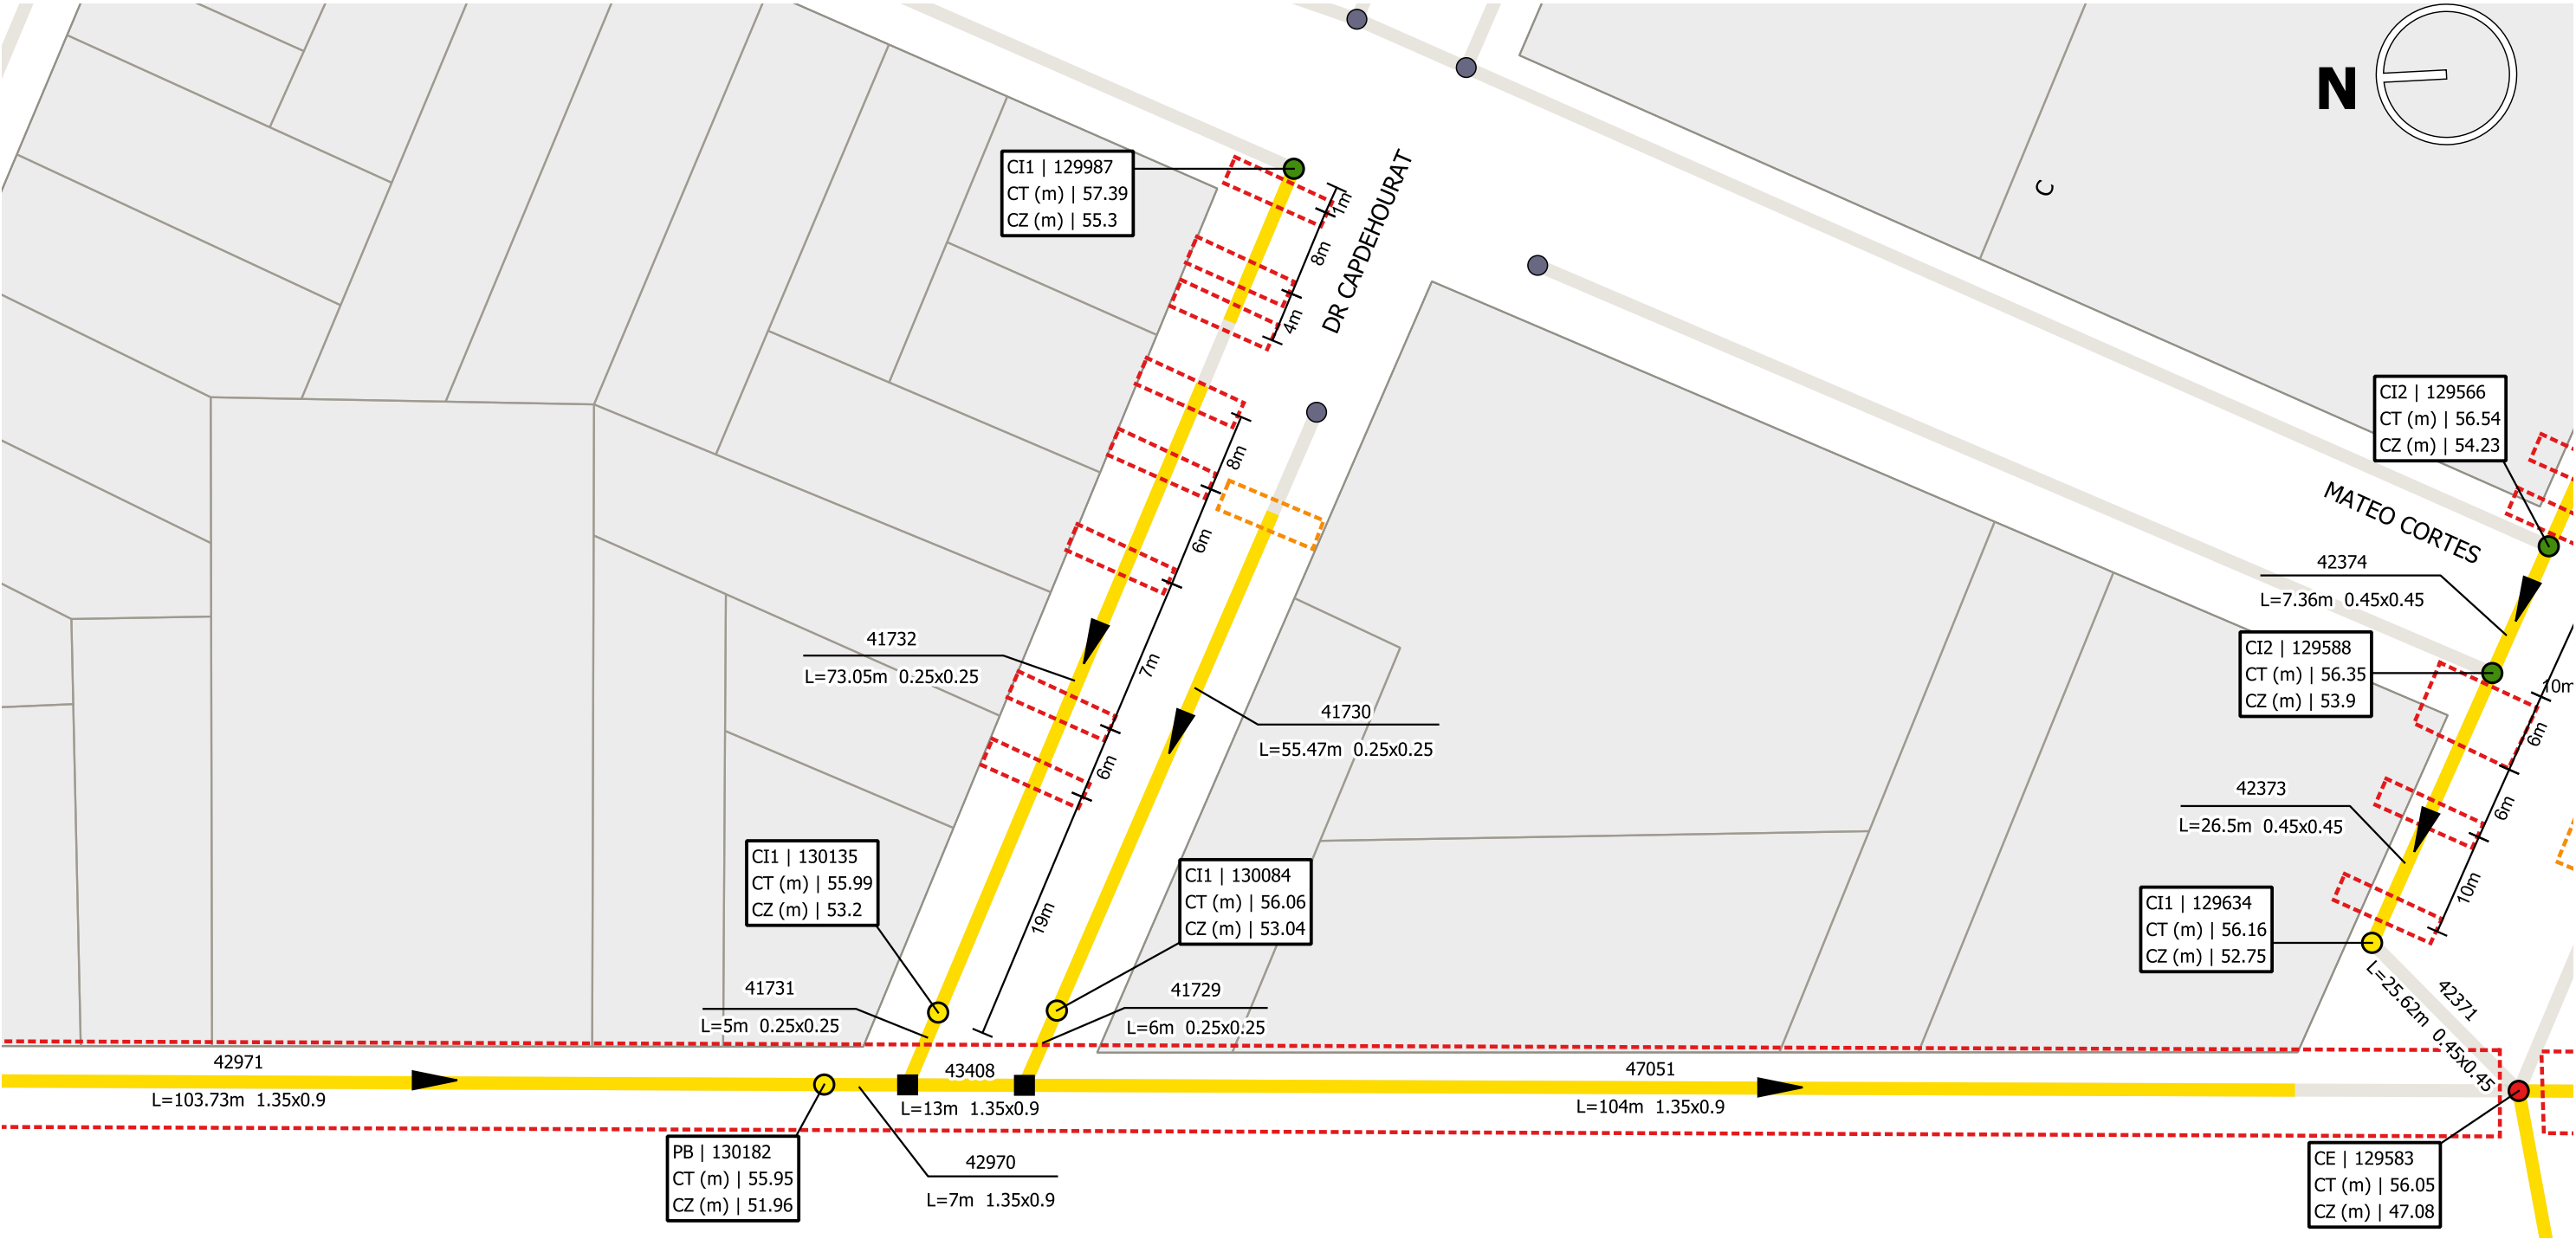 N
CI1 | 129987
CT (m) | 57.39
CZ (m) | 55.3
1m
8m
4m
DR CAPDEHOURAT
C
CI2 | 129566
CT (m) | 56.54
CZ (m) | 54.23
MATEO CORTES
8m
6m
7m
6m
19m
42374
L=7.36m 0.45x0.45
CI2 | 129588
CT (m) | 56.35
CZ (m) | 53.9
10m
6m
6m
10m
41732
L=73.05m 0.25x0.25
41730
L=55.47m 0.25x0.25
42373
L=26.5m 0.45x0.45
CI1 | 130135
CT (m) | 55.99
CZ (m) | 53.2
CI1 | 130084
CT (m) | 56.06
CZ (m) | 53.04
CI1 | 129634
CT (m) | 56.16
CZ (m) | 52.75
41731
L=5m 0.25x0.25
41729
L=6m 0.25x0.25
42371
L=25.62m 0.45x0.45
42971
L=103.73m 1.35x0.9
43408
L=13m 1.35x0.9
47051
L=104m 1.35x0.9
PB | 130182
CT (m) | 55.95
CZ (m) | 51.96
42970
L=7m 1.35x0.9
CE | 129583
CT (m) | 56.05
CZ (m) | 47.08